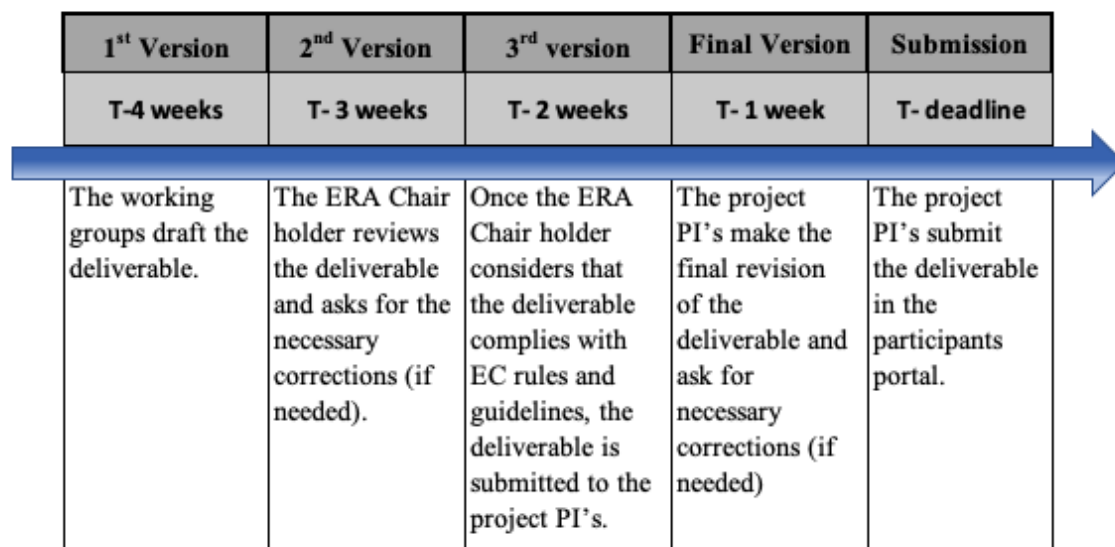 1st Version
2nd Version
3rd version
Final Version
Submission
T-4 weeks
T- 3 weeks
T- 2 weeks
T- 1 week
T- deadline
The working
groups draft the
deliverable.
The ERA Chair
holder reviews
the deliverable
and asks for the
necessary
corrections (if
needed).
Once the ERA
Chair holder
considers that
the deliverable
complies with
EC rules and
guidelines, the
deliverable is
submitted to the
project PI’s.
The project
PI’s make the
final revision
of the
deliverable and
ask for
necessary
corrections (if
needed)
The project
PI’s submit
the deliverable
in the
participants
portal.